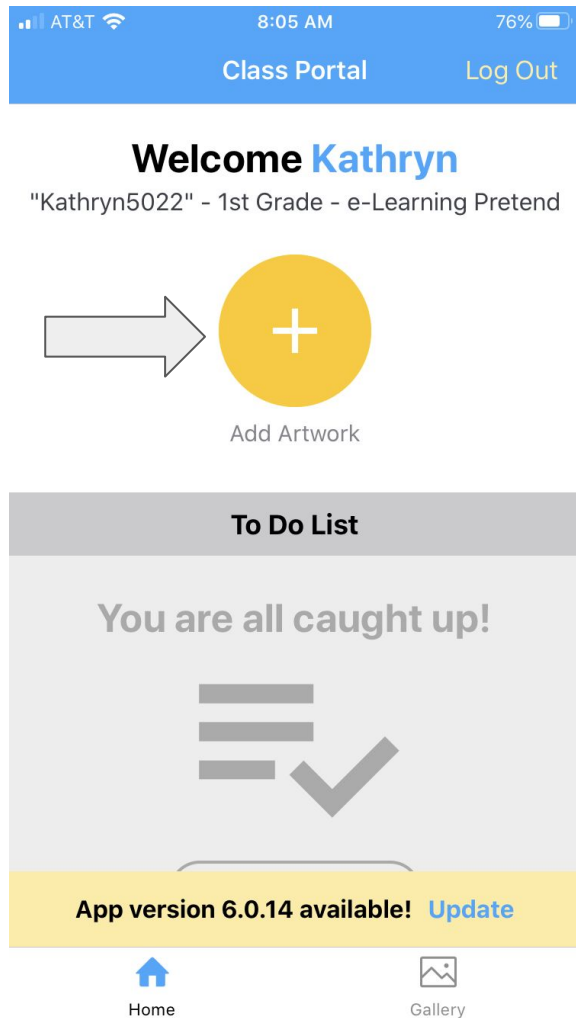 AT&T 8:05 AM 76%
Class Portal Log Out
Welcome Kathryn
"Kathryn5022" - 1st Grade - e-Learning Pretend
+
Add Artwork
To Do List
You are all caught up!
App version 6.0.14 available! Update
Home Gallery